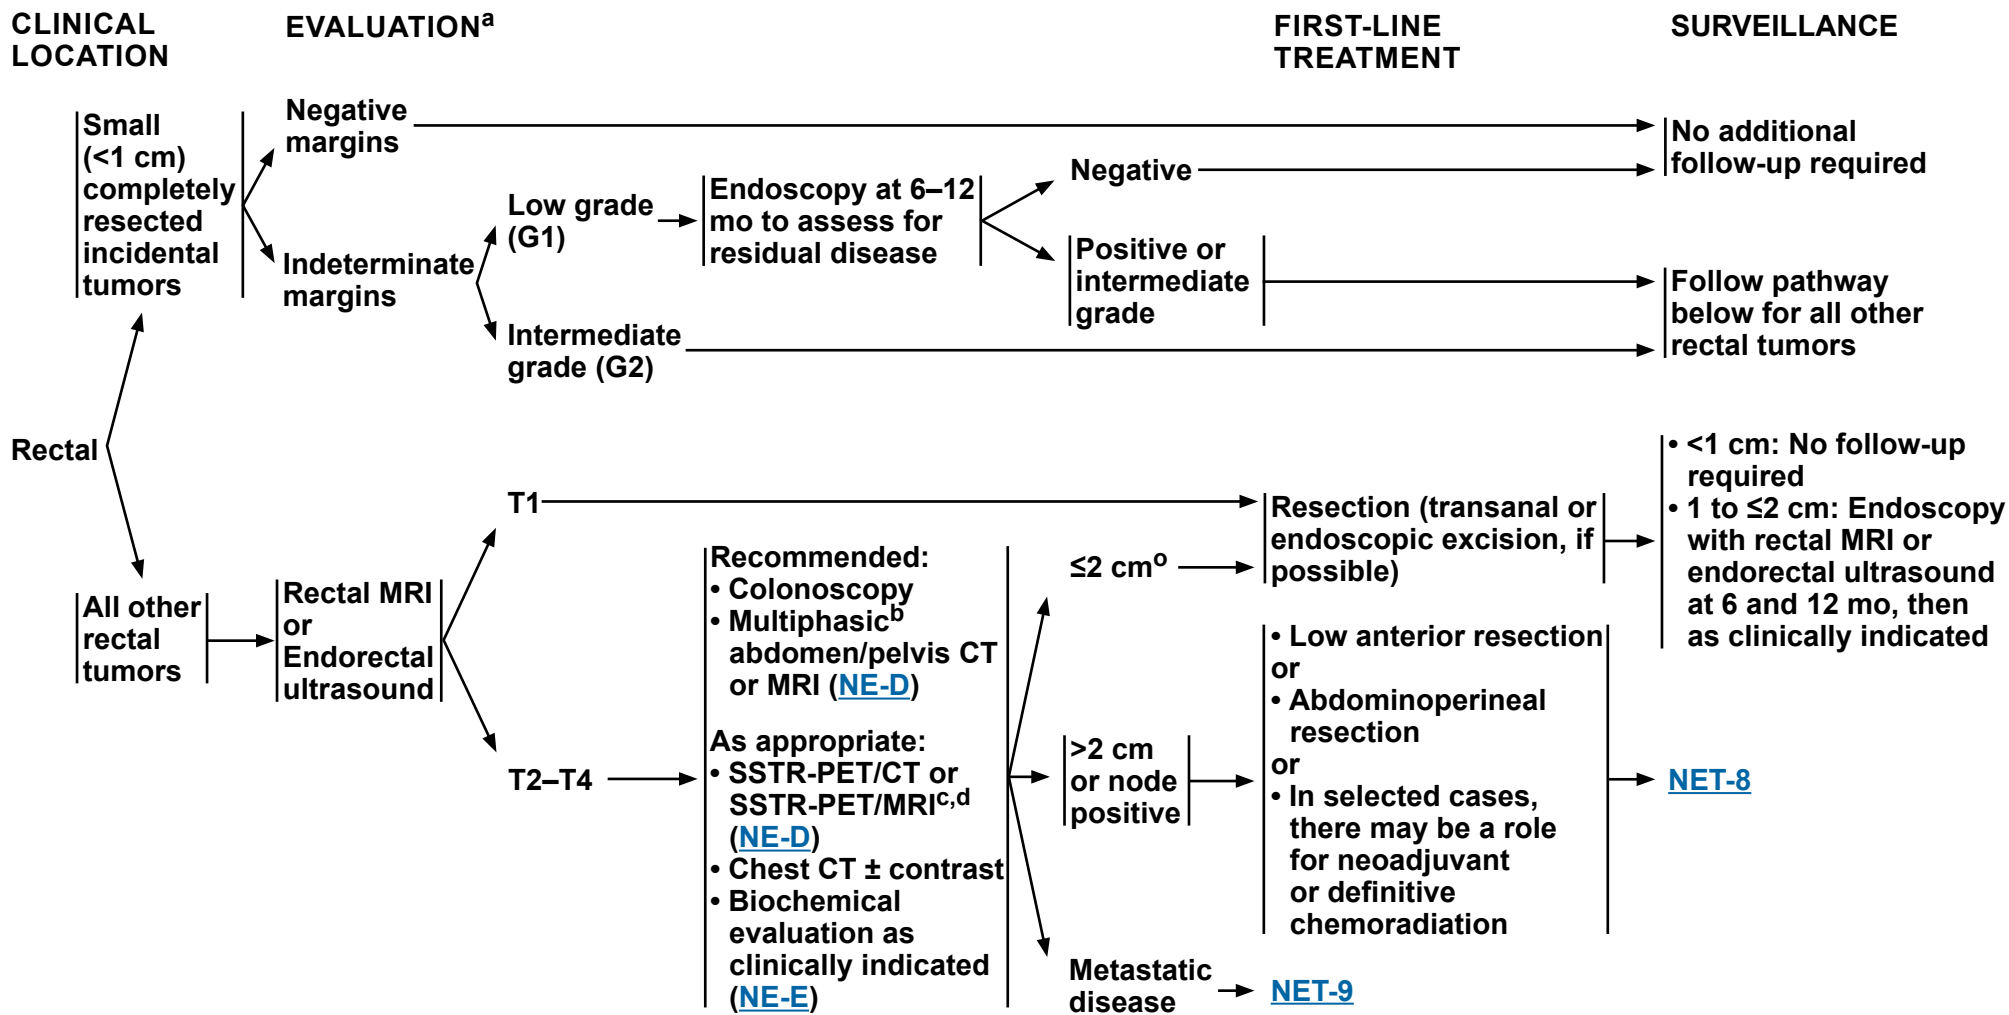 CLINICAL
LOCATION
EVALUATIONa
FIRST-LINE
TREATMENT
SURVEILLANCE
Small
(<1 cm)
completely
resected
incidental
tumors
Negative
margins
Indeterminate
margins
Low grade
(G1)
Intermediate
grade (G2)
Endoscopy at 6–12
mo to assess for
residual disease
Negative
Positive or
intermediate
grade
No additional
follow-up required
Follow pathway
below for all other
rectal tumors
Rectal
All other
rectal
tumors
Rectal MRI
or
Endorectal
ultrasound
T1
T2–T4
Recommended:
• Colonoscopy
• Multiphasicb
abdomen/pelvis CT
or MRI (NE-D)
As appropriate:
• SSTR-PET/CT or
SSTR-PET/MRIc,d
(NE-D)
• Chest CT ± contrast
• Biochemical
evaluation as
clinically indicated
(NE-E)
≤2 cmo
>2 cm
or node
positive
Metastatic
disease
Resection (transanal or
endoscopic excision, if
possible)
• Low anterior resection
or
• Abdominoperineal
resection
or
• In selected cases,
there may be a role
for neoadjuvant
or definitive
chemoradiation
NET-9
• <1 cm: No follow-up
required
• 1 to ≤2 cm: Endoscopy
with rectal MRI or
endorectal ultrasound
at 6 and 12 mo, then
as clinically indicated
NET-8